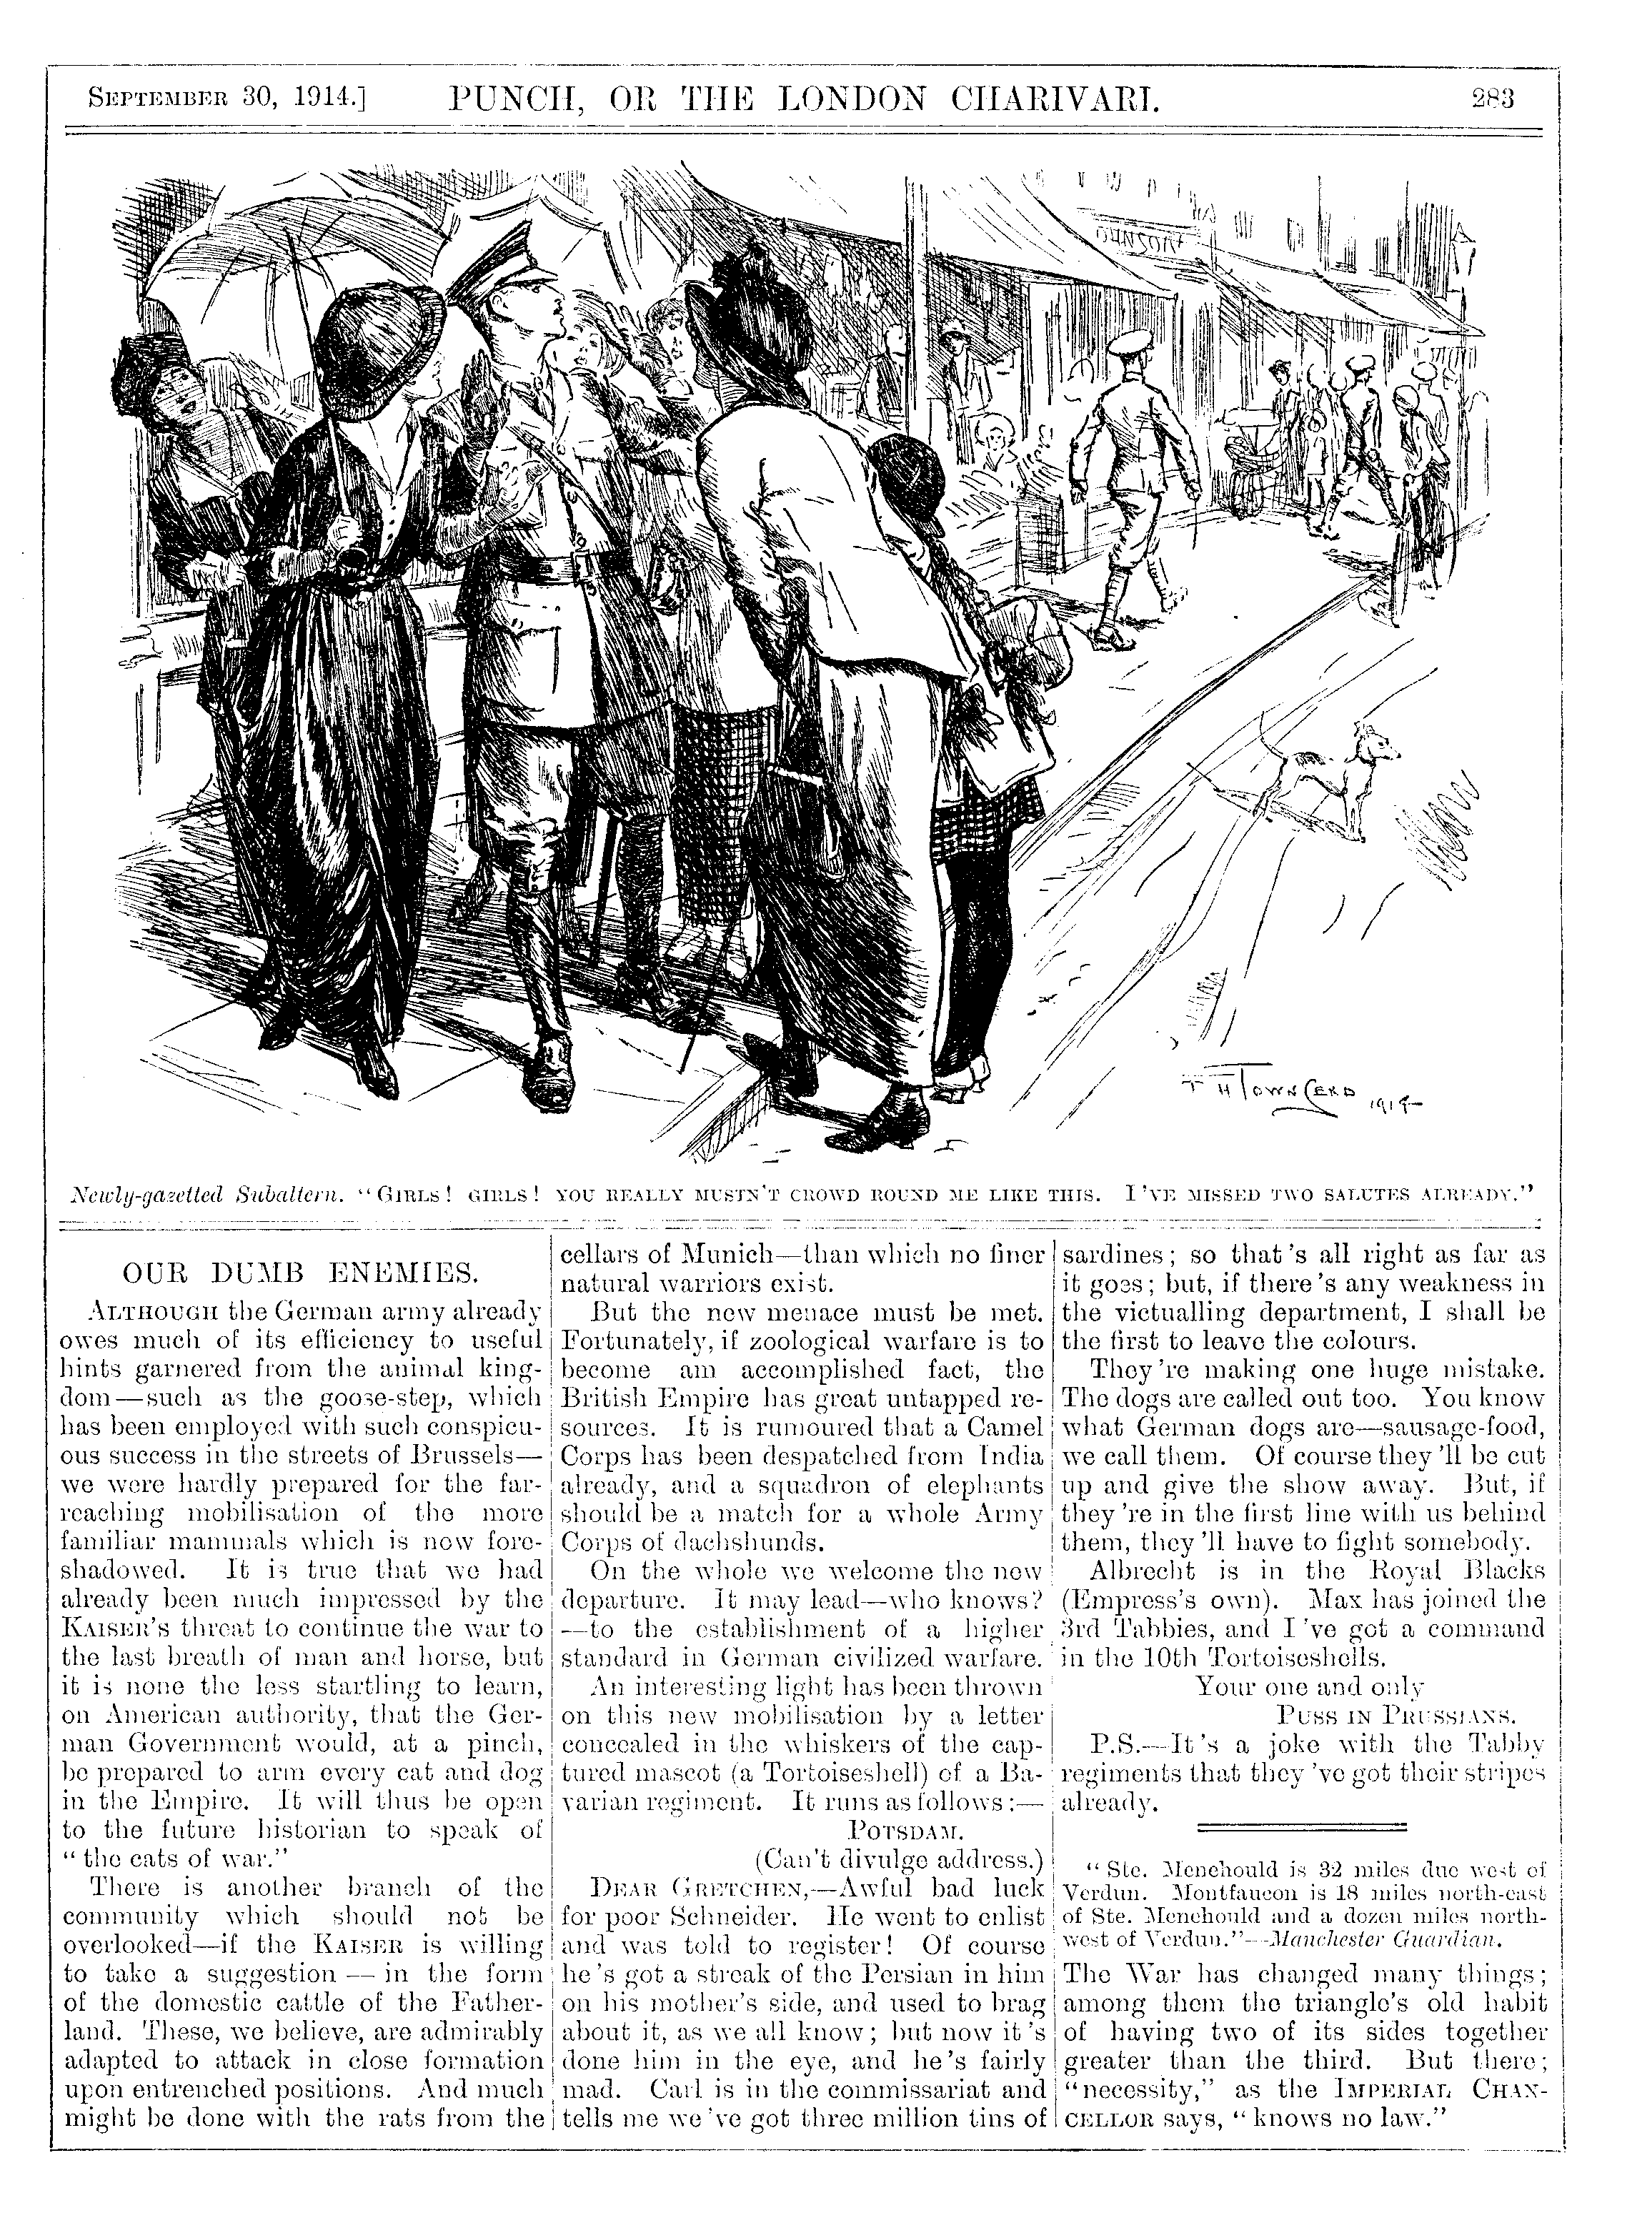 SEPTEMBER 30, 1914.] PUNCH, OR THE LONDON CHARIVARI. 283
T H TOWNSEND 1914
Newly-gazetted Subaltern. "GIRLS! GIRLS! YOU REALLY MUSTN'T CROWD ROUND ME LIKE THIS. I'VE MISSED TWO SALUTES ALREADY."
OUR DUMB ENEMIES.
ALTHOUGH the German army already
owes much of its efficiency to useful
hints garnered from the animal king-
dom—such as the goose-step, which
has been employed with such conspicu-
ous success in the streets of Brussels—
we were hardly prepared for the far-
reaching mobilisation of the more
familiar mammals which is now fore-
shadowed. It is true that we had
already been much impressed by the
KAISER'S threat to continue the war to
the last breath of man and horse, but
it is none the less startling to learn,
on American authority, that the Ger-
man Government would, at a pinch,
be prepared to arm every cat and dog
in the Empire. It will thus be open
to the future historian to speak of
"the cats of war."
There is another branch of the
community which should not be
overlooked—if the KAISER is willing
to take a suggestion — in the form
of the domestic cattle of the Father-
land. These, we believe, are admirably
adapted to attack in close formation
upon entrenched positions. And much
might be done with the rats from the
cellars of Munich—than which no finer
natural warriors exist.
But the new menace must be met.
Fortunately, if zoological warfare is to
become am accomplished fact, the
British Empire has great untapped re-
sources. It is rumoured that a Camel
Corps has been despatched from India
already, and a squadron of elephants
should be a match for a whole Army
Corps of dachshunds.
On the whole we welcome the new
departure. It may lead—who knows?
—to the establishment of a higher
standard in German civilized warfare.
An interesting light has been thrown
on this new mobilisation by a letter
concealed in the whiskers of the cap-
tured mascot (a Tortoiseshell) of a Ba-
varian regiment. It runs as follows:—
POTSDAM.
(Can't divulge address.)
DEAR GRETCHEN,—Awful bad luck
for poor Schneider. He went to enlist
and was told to register! Of course
he's got a streak of the Persian in him
on his mother's side, and used to brag
about it, as we all know; but now it's
done him in the eye, and he's fairly
mad. Carl is in the commissariat and
tells me we've got three million tins of
sardines; so that's all right as far as
it goes; but, if there's any weakness in
the victualling department, I shall be
the first to leave the colours.
They're making one huge mistake.
The dogs are called out too. You know
what German dogs are—sausage-food,
we call them. Of course they'll be cut
up and give the show away. But, if
they're in the first line with us behind
them, they'll have to fight somebody.
Albrecht is in the Royal Blacks
(Empress's own). Max has joined the
3rd Tabbies, and I've got a command
in the 10th Tortoiseshells.
Your one and only
PUSS IN PRUSSIANS.
P.S.—It's a joke with the Tabby
regiments that they've got their stripes
already.
"Ste. Menehould is 32 miles due west of
Verdun. Montfaucon is 18 miles north-east
of Ste. Menehould and a dozen miles north-
west of Verdun."—Manchester Guardian.
The War has changed many things;
among them the triangle's old habit
of having two of its sides together
greater than the third. But there;
"necessity," as the IMPERIAL CHAN-
CELLOR says, "knows no law."